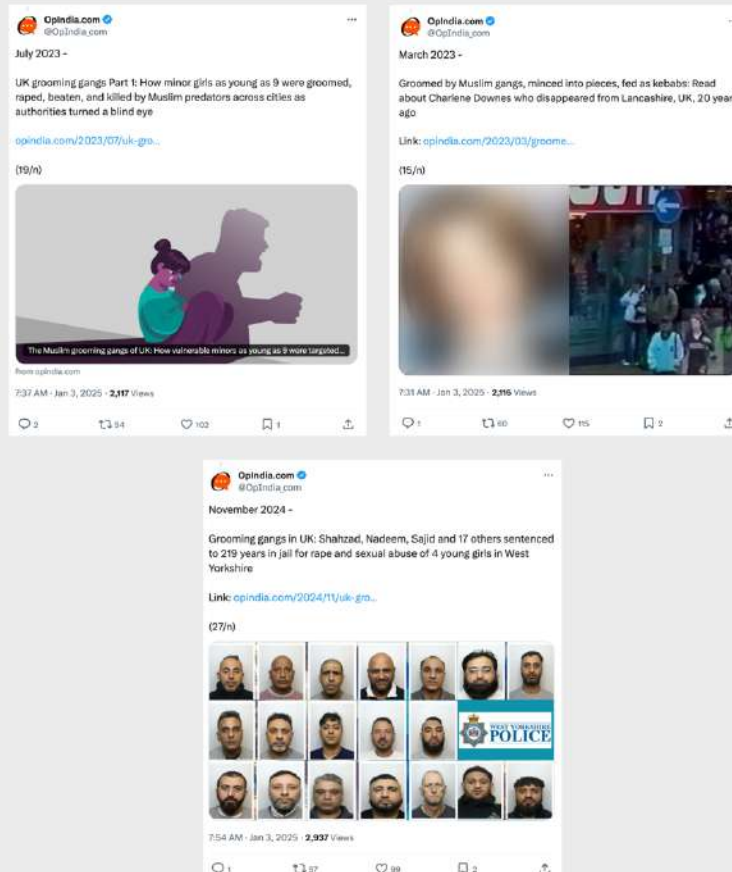 OpIndia.com
@OpIndia_com
July 2023 -
UK grooming gangs Part 1: How minor girls as young as 9 were groomed,
raped, beaten, and killed by Muslim predators across cities as
authorities turned a blind eye
opindia.com/2023/07/uk-gro...
(19/n)
The Muslim grooming gangs of UK: How vulnerable minors as young as 9 were targeted...
From opindia.com
7:37 AM · Jan 3, 2025 · 2,117 Views
2 54 102 1
OpIndia.com
@OpIndia_com
March 2023 -
Groomed by Muslim gangs, minced into pieces, fed as kebabs: Read
about Charlene Downes who disappeared from Lancashire, UK, 20 year
ago
Link: opindia.com/2023/03/groome...
(15/n)
7:31 AM · Jan 3, 2025 · 2,116 Views
1 60 115 2
OpIndia.com
@OpIndia_com
November 2024 -
Grooming gangs in UK: Shahzad, Nadeem, Sajid and 17 others sentenced
to 219 years in jail for rape and sexual abuse of 4 young girls in West
Yorkshire
Link: opindia.com/2024/11/uk-gro...
(27/n)
WEST YORKSHIRE
POLICE
7:54 AM · Jan 3, 2025 · 2,937 Views
1 57 99 2